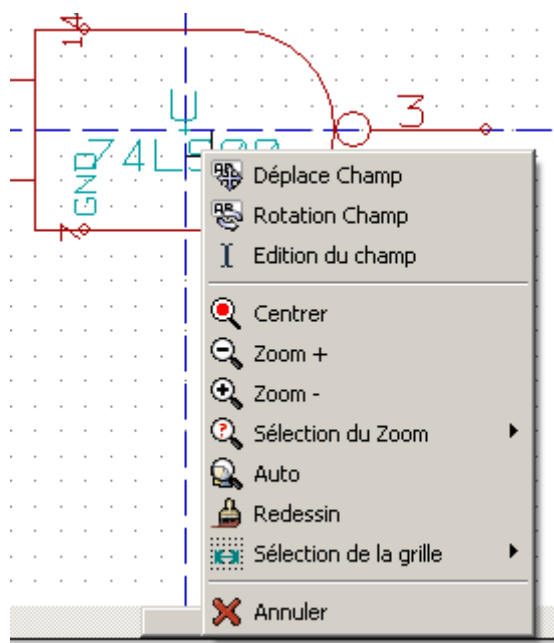 14
U
3
74LS00
GND
7
Déplace Champ
Rotation Champ
Edition du champ
Centrer
Zoom +
Zoom -
Sélection du Zoom
Auto
Redessin
Sélection de la grille
Annuler